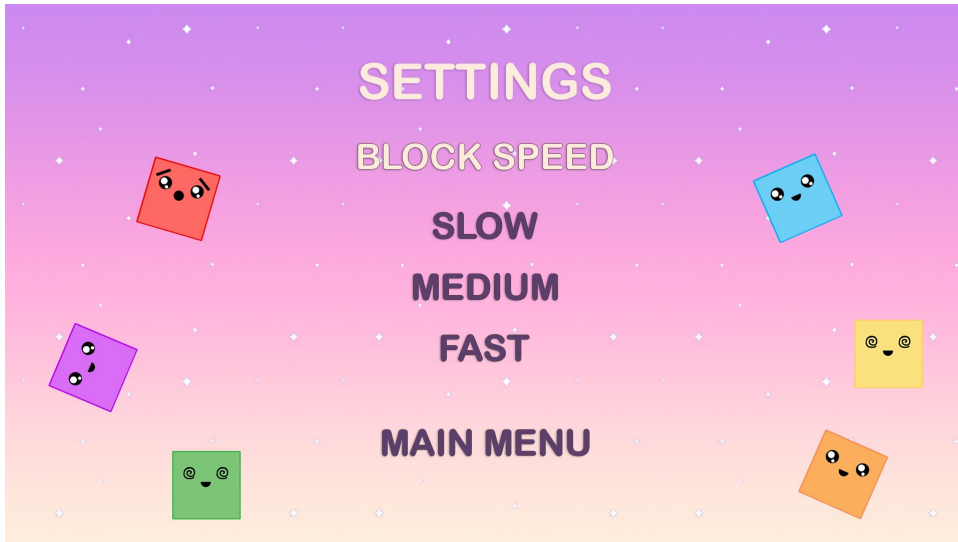 SETTINGS
BLOCK SPEED
SLOW
MEDIUM
FAST
MAIN MENU